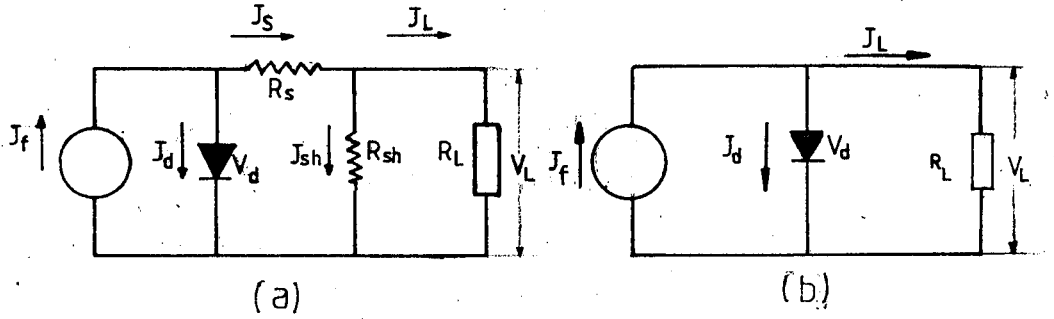 J_S J_L
R_s
J_f J_d V_d J_sh R_sh R_L V_L
(a)
J_L
J_f J_d V_d R_L V_L
(b)